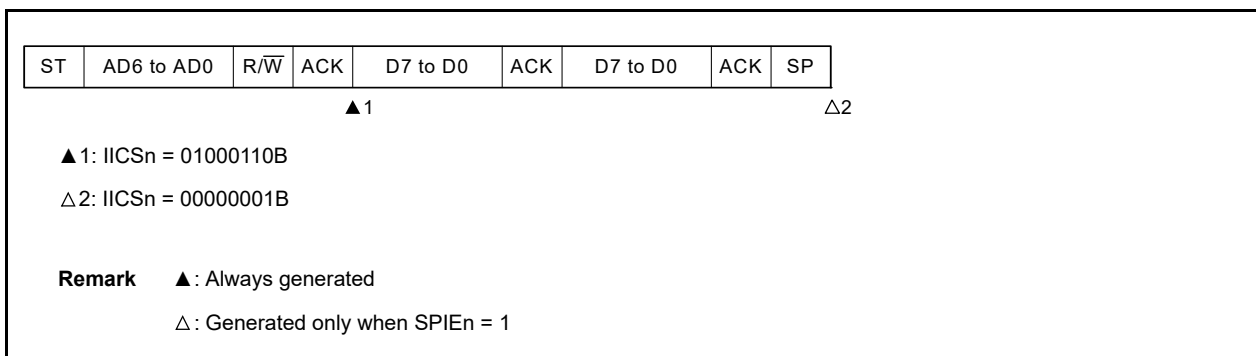 ST AD6 to AD0 R/W̅ ACK D7 to D0 ACK D7 to D0 ACK SP
▲1 △2
▲1: IICSn = 01000110B
△2: IICSn = 00000001B
Remark ▲: Always generated
△: Generated only when SPIEn = 1